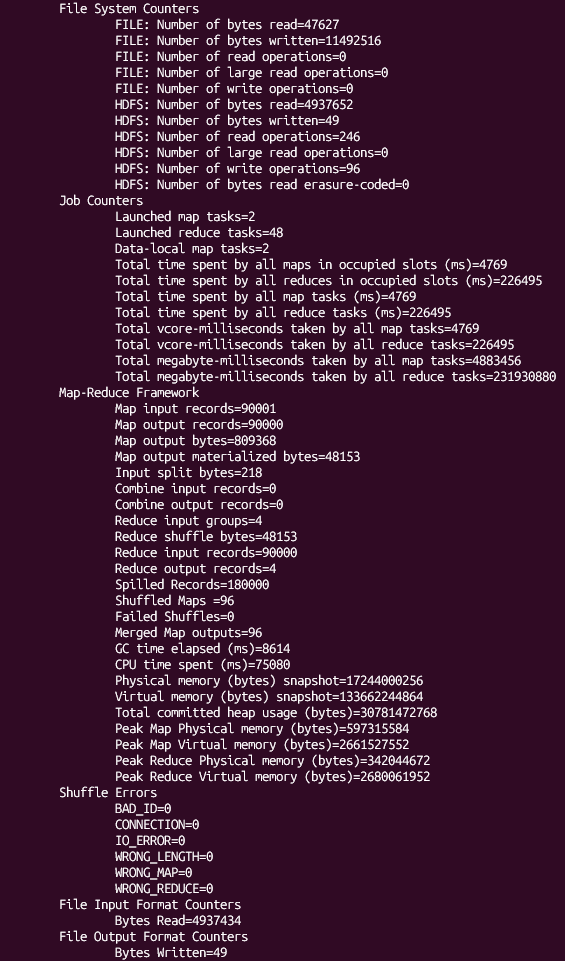 File System Counters
FILE: Number of bytes read=47627
FILE: Number of bytes written=11492516
FILE: Number of read operations=0
FILE: Number of large read operations=0
FILE: Number of write operations=0
HDFS: Number of bytes read=4937652
HDFS: Number of bytes written=49
HDFS: Number of read operations=246
HDFS: Number of large read operations=0
HDFS: Number of write operations=96
HDFS: Number of bytes read erasure-coded=0
Job Counters
Launched map tasks=2
Launched reduce tasks=48
Data-local map tasks=2
Total time spent by all maps in occupied slots (ms)=4769
Total time spent by all reduces in occupied slots (ms)=226495
Total time spent by all map tasks (ms)=4769
Total time spent by all reduce tasks (ms)=226495
Total vcore-milliseconds taken by all map tasks=4769
Total vcore-milliseconds taken by all reduce tasks=226495
Total megabyte-milliseconds taken by all map tasks=4883456
Total megabyte-milliseconds taken by all reduce tasks=231930880
Map-Reduce Framework
Map input records=90001
Map output records=90000
Map output bytes=809368
Map output materialized bytes=48153
Input split bytes=218
Combine input records=0
Combine output records=0
Reduce input groups=4
Reduce shuffle bytes=48153
Reduce input records=90000
Reduce output records=4
Spilled Records=180000
Shuffled Maps =96
Failed Shuffles=0
Merged Map outputs=96
GC time elapsed (ms)=8614
CPU time spent (ms)=75080
Physical memory (bytes) snapshot=17244000256
Virtual memory (bytes) snapshot=133662244864
Total committed heap usage (bytes)=30781472768
Peak Map Physical memory (bytes)=597315584
Peak Map Virtual memory (bytes)=2661527552
Peak Reduce Physical memory (bytes)=342044672
Peak Reduce Virtual memory (bytes)=2680061952
Shuffle Errors
BAD_ID=0
CONNECTION=0
IO_ERROR=0
WRONG_LENGTH=0
WRONG_MAP=0
WRONG_REDUCE=0
File Input Format Counters
Bytes Read=4937434
File Output Format Counters
Bytes Written=49